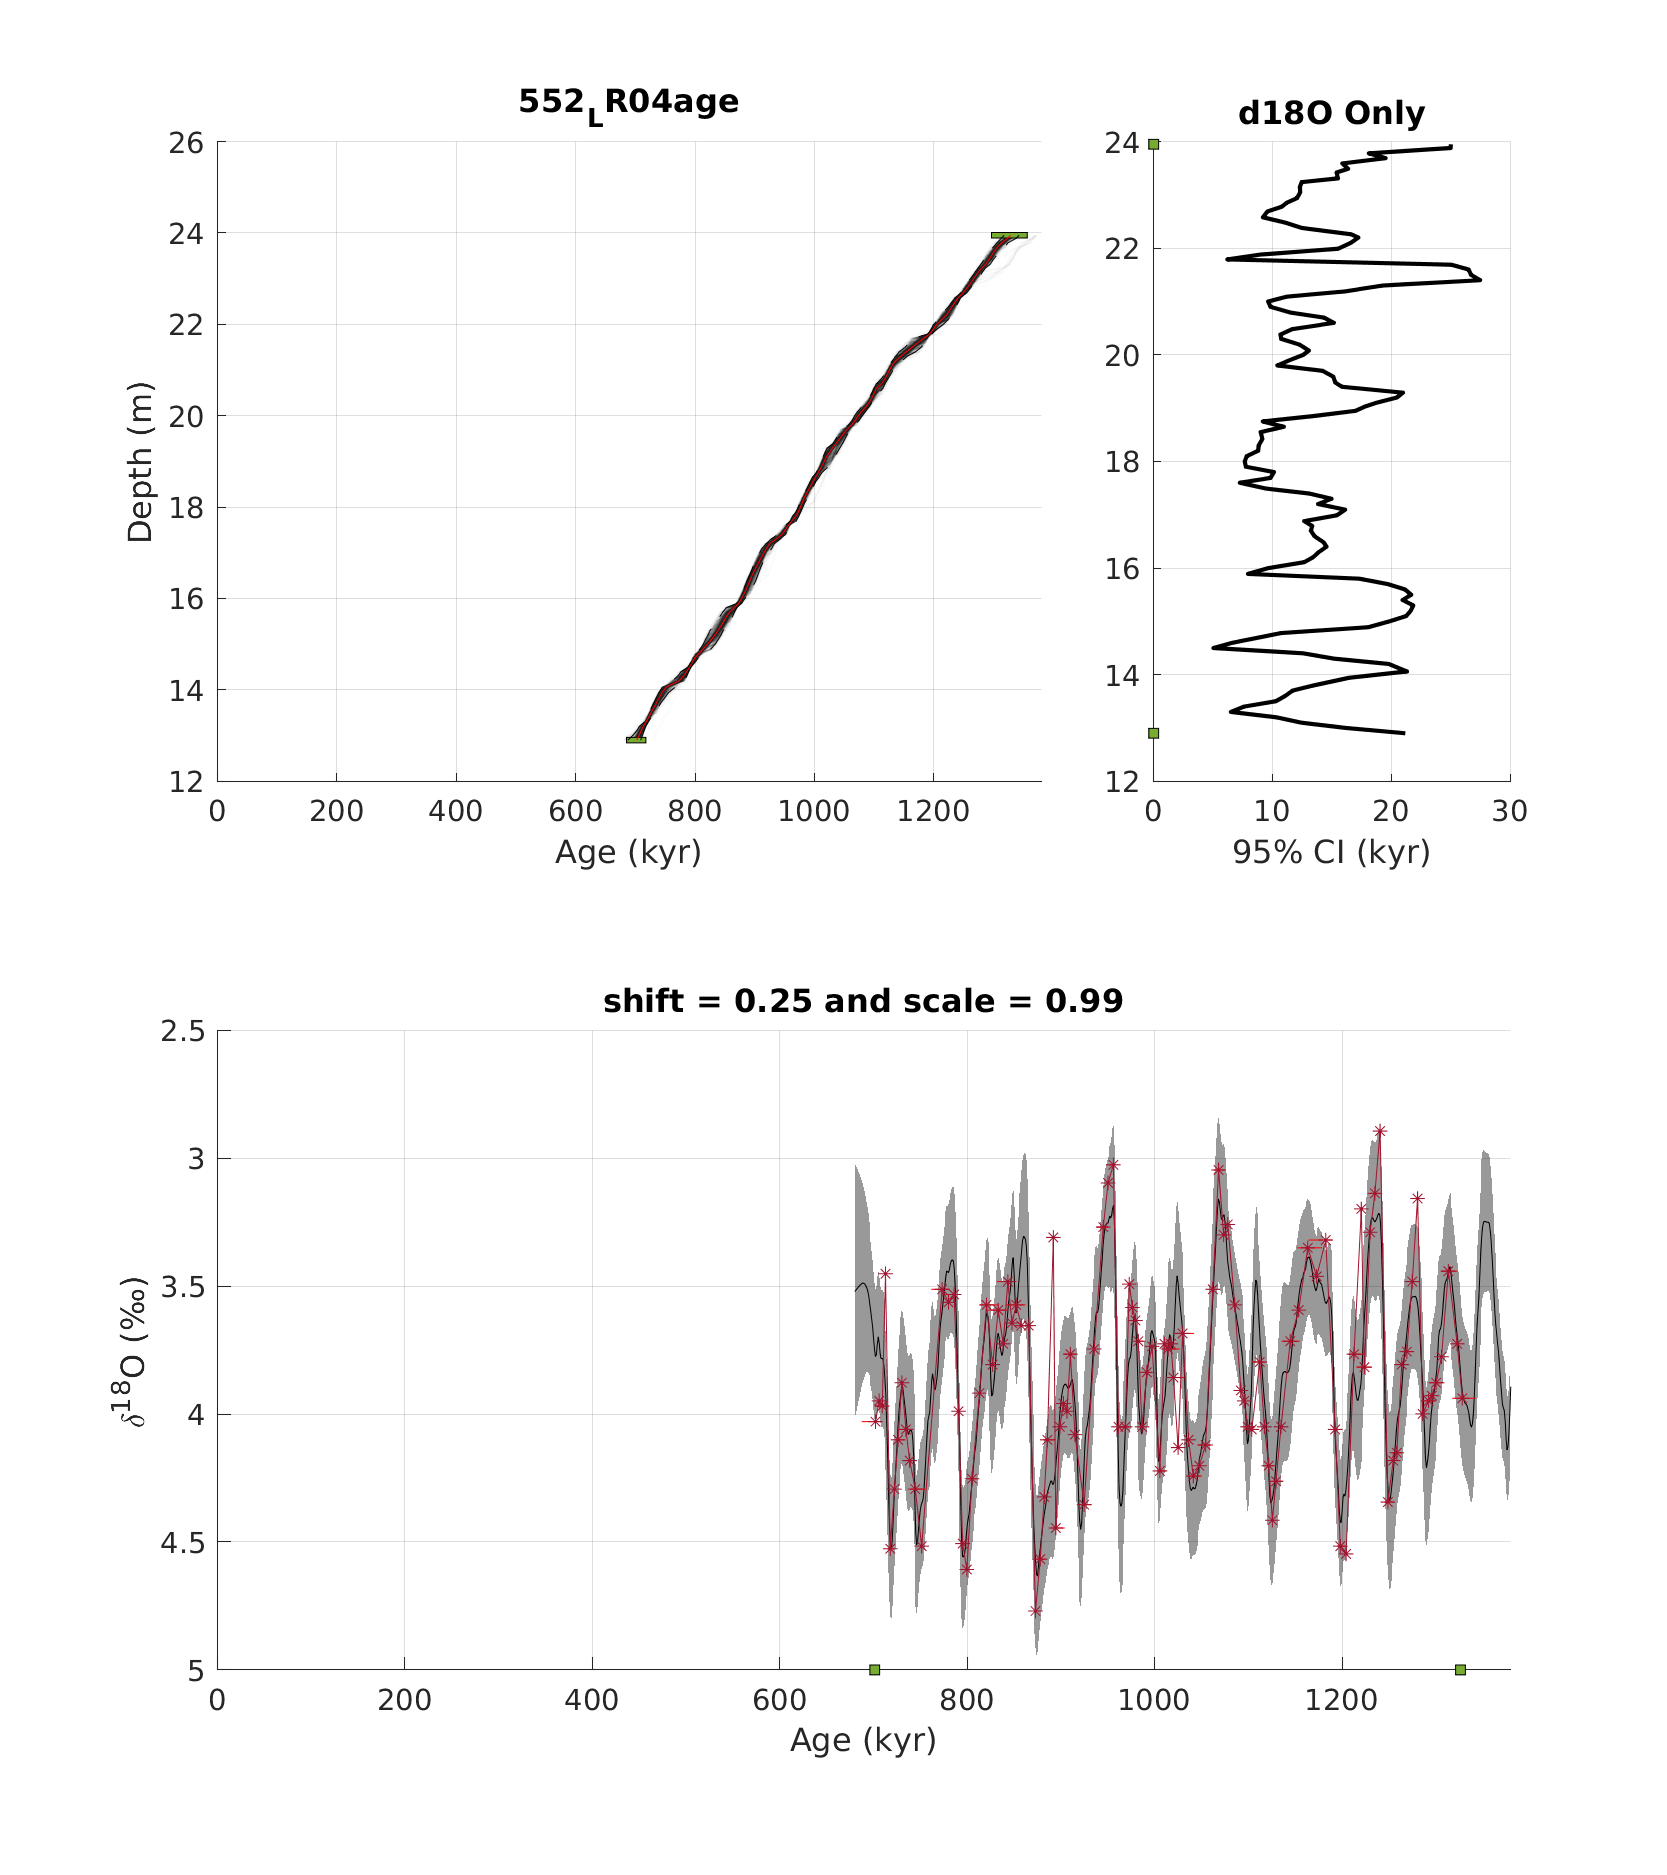 552LR04age
26
24
22
20
18
16
14
12
Depth (m)
0 200 400 600 800 1000 1200
Age (kyr)
d18O Only
24
22
20
18
16
14
12
0 10 20 30
95% CI (kyr)
shift = 0.25 and scale = 0.99
2.5
3
3.5
4
4.5
5
δ18O (‰)
0 200 400 600 800 1000 1200
Age (kyr)